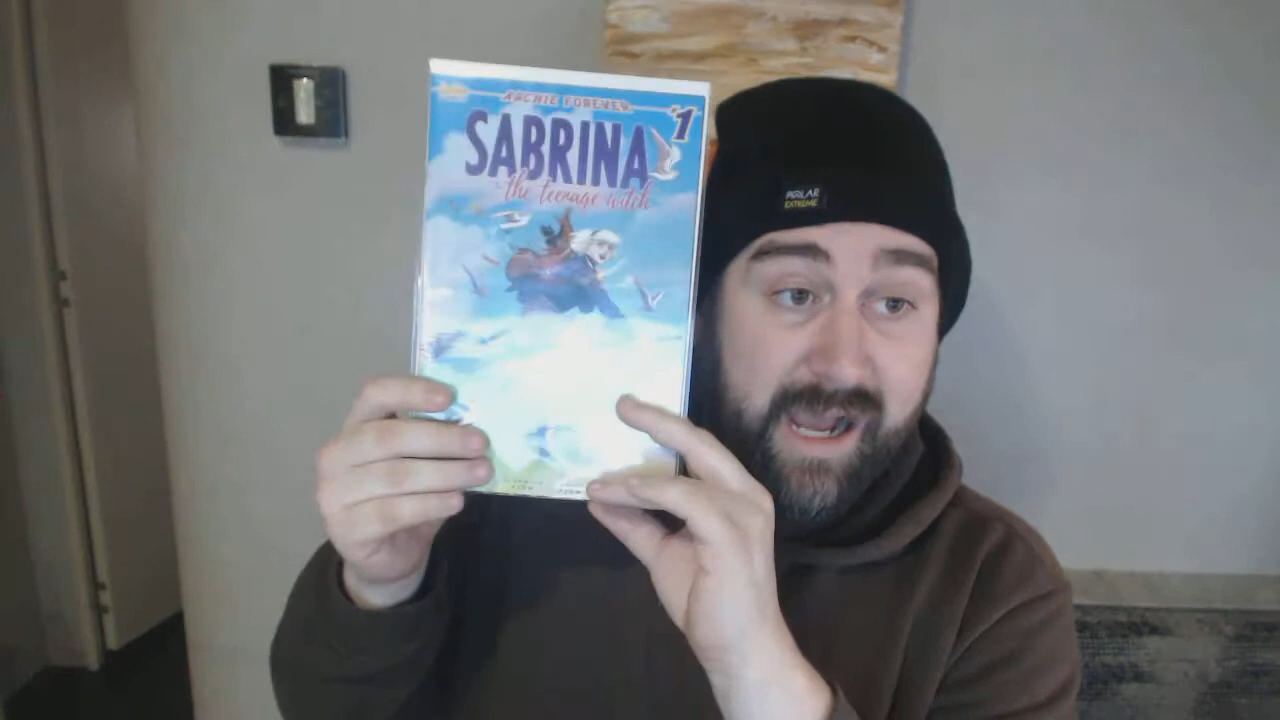 ARCHIE FOREVER
#1
SABRINA
the teenage witch
POLAR
EXTREME